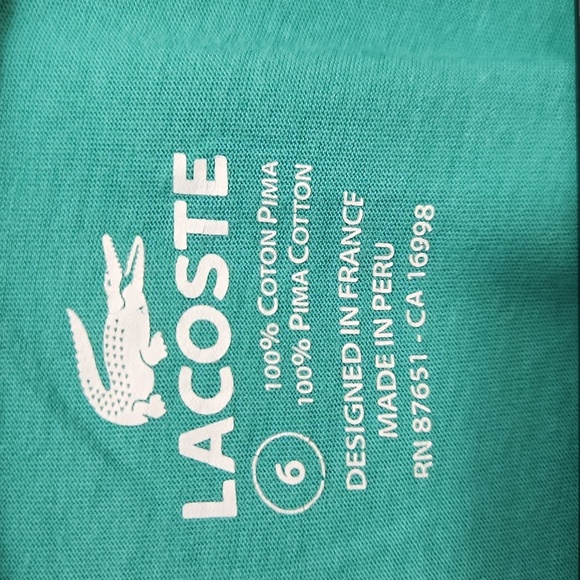 LACOSTE
6
100% COTON PIMA
100% PIMA COTTON
DESIGNED IN FRANCE
MADE IN PERU
RN 87651 - CA 16998